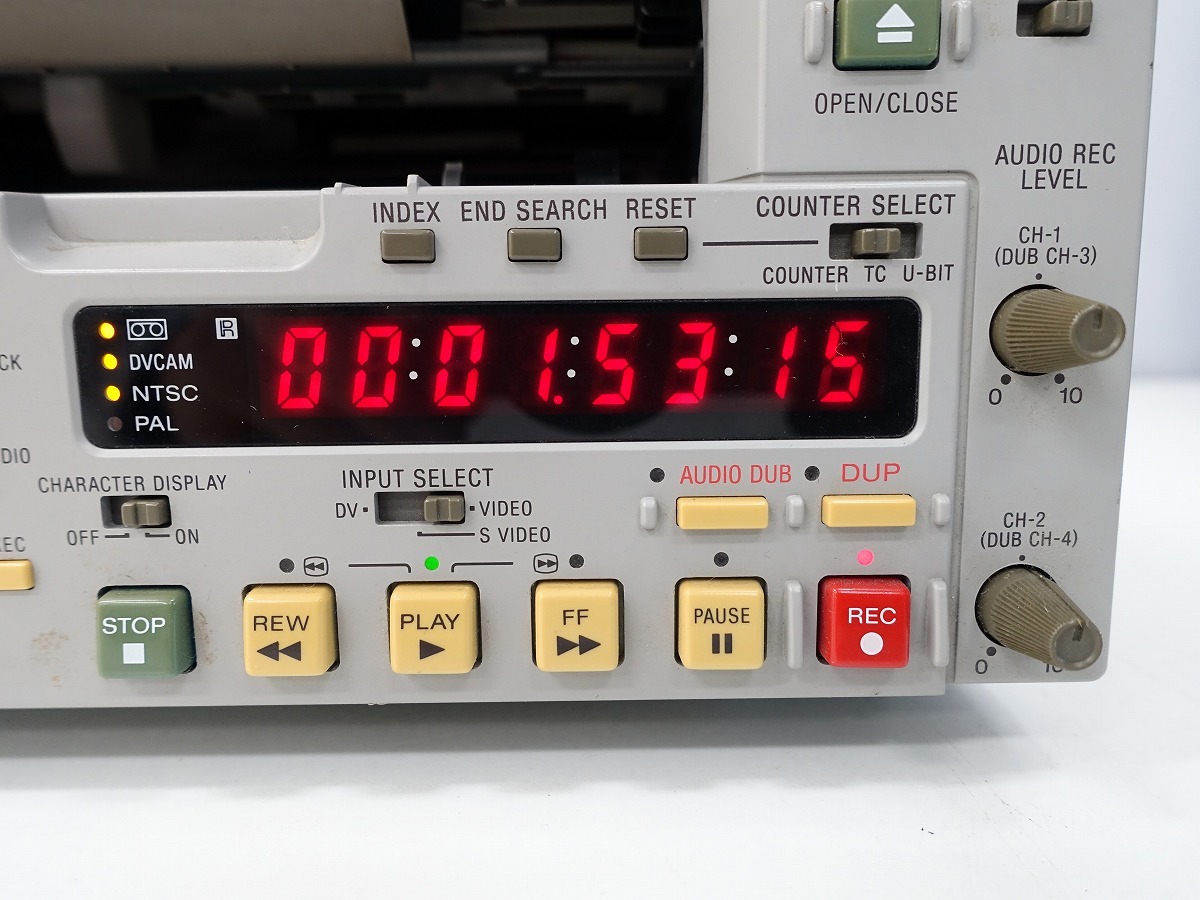 OPEN/CLOSE
AUDIO REC
LEVEL
INDEX END SEARCH RESET COUNTER SELECT
COUNTER TC U-BIT
CH-1
(DUB CH-3)
0 10
DVCAM
NTSC
PAL
00:01.:53:15
CHARACTER DISPLAY
OFF ON
INPUT SELECT
DV VIDEO
S VIDEO
AUDIO DUB
DUP
CH-2
(DUB CH-4)
0
STOP
REW
PLAY
FF
PAUSE
REC